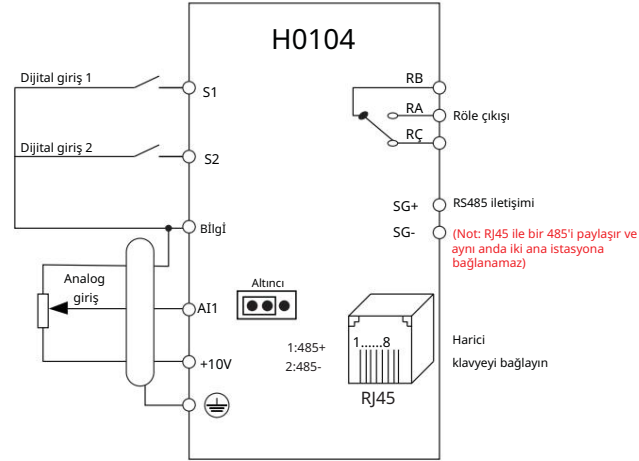 H0104
Dijital giriş 1
S1
Dijital giriş 2
S2
Bİlgİ
Analog
giriş
AI1
+10V
Altıncı
RB
RA
RÇ
Röle çıkışı
SG+
SG-
RS485 iletişimi
(Not: RJ45 ile bir 485'i paylaşır ve
aynı anda iki ana istasyona
bağlanamaz)
1:485+
2:485-
1......8
RJ45
Harici
klavyeyi bağlayın